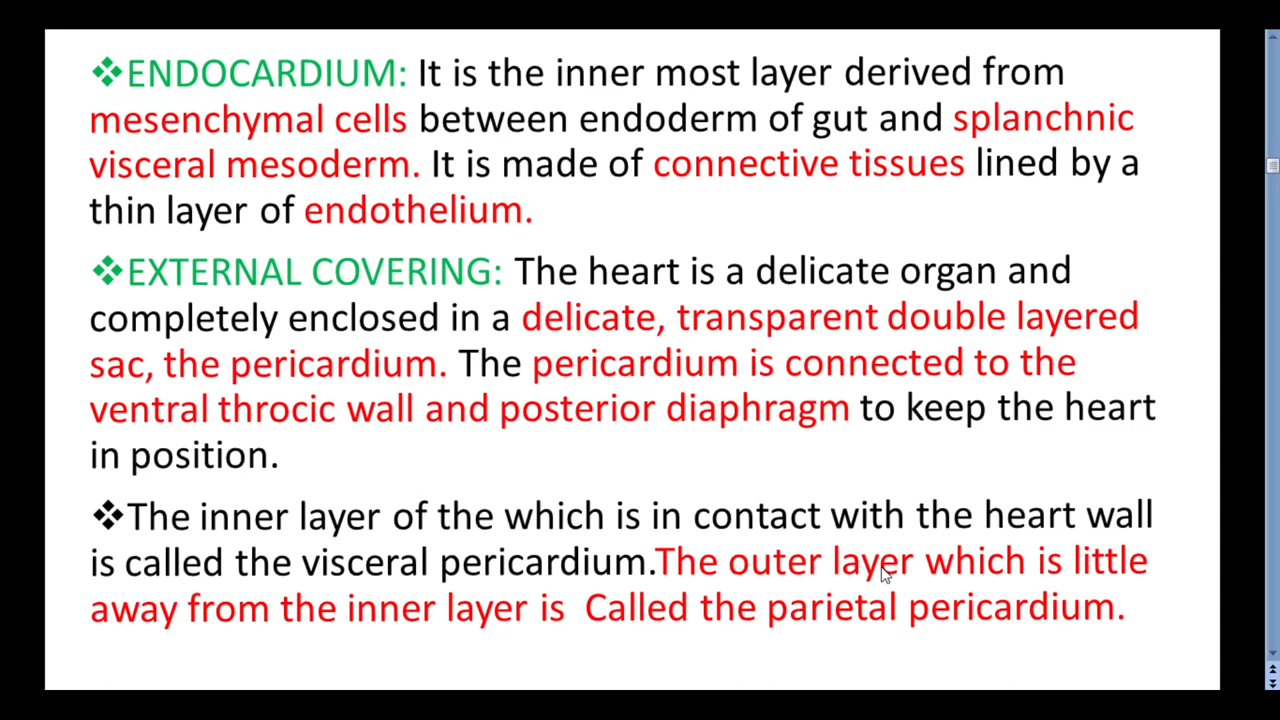 ❖ENDOCARDIUM: It is the inner most layer derived from
mesenchymal cells between endoderm of gut and splanchnic
visceral mesoderm. It is made of connective tissues lined by a
thin layer of endothelium.
❖EXTERNAL COVERING: The heart is a delicate organ and
completely enclosed in a delicate, transparent double layered
sac, the pericardium. The pericardium is connected to the
ventral throcic wall and posterior diaphragm to keep the heart
in position.
❖The inner layer of the which is in contact with the heart wall
is called the visceral pericardium.The outer layer which is little
away from the inner layer is  Called the parietal pericardium.